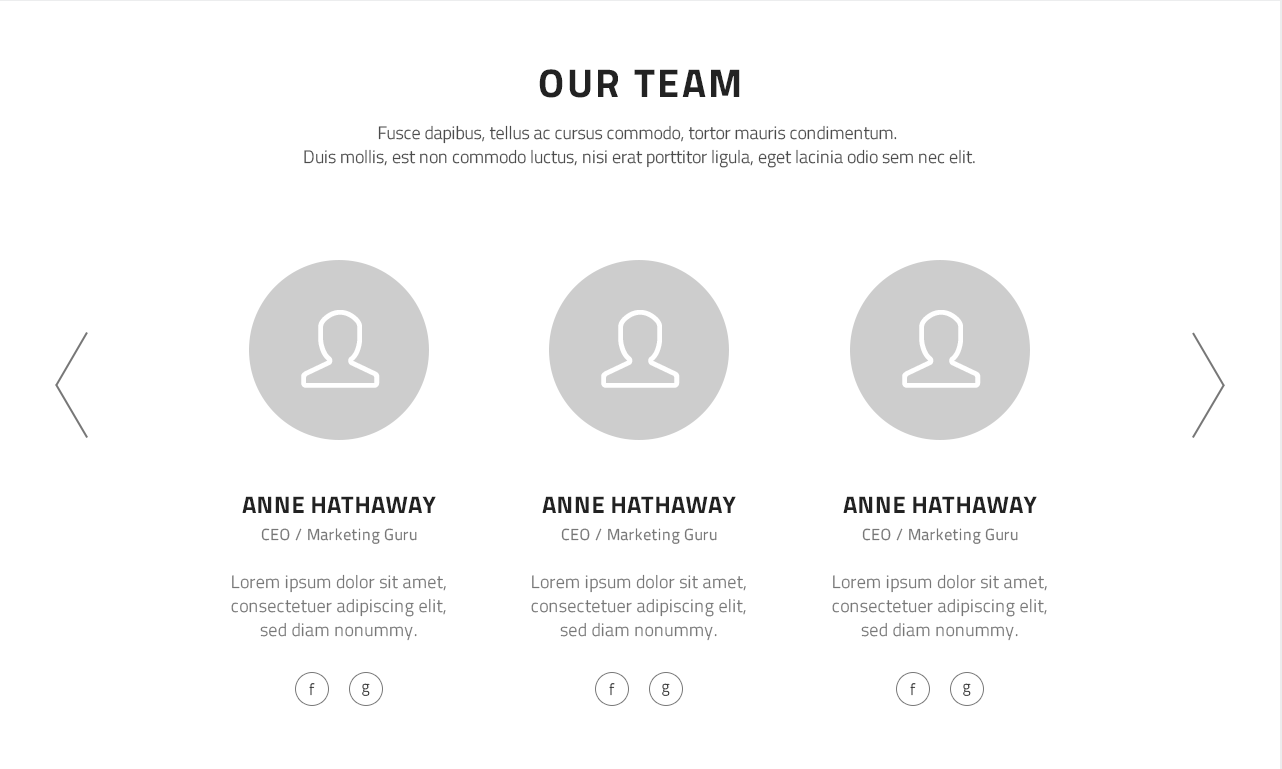 OUR TEAM
Fusce dapibus, tellus ac cursus commodo, tortor mauris condimentum.
Duis mollis, est non commodo luctus, nisi erat porttitor ligula, eget lacinia odio sem nec elit.
ANNE HATHAWAY
CEO / Marketing Guru
Lorem ipsum dolor sit amet,
consectetuer adipiscing elit,
sed diam nonummy.
f g
ANNE HATHAWAY
CEO / Marketing Guru
Lorem ipsum dolor sit amet,
consectetuer adipiscing elit,
sed diam nonummy.
f g
ANNE HATHAWAY
CEO / Marketing Guru
Lorem ipsum dolor sit amet,
consectetuer adipiscing elit,
sed diam nonummy.
f g